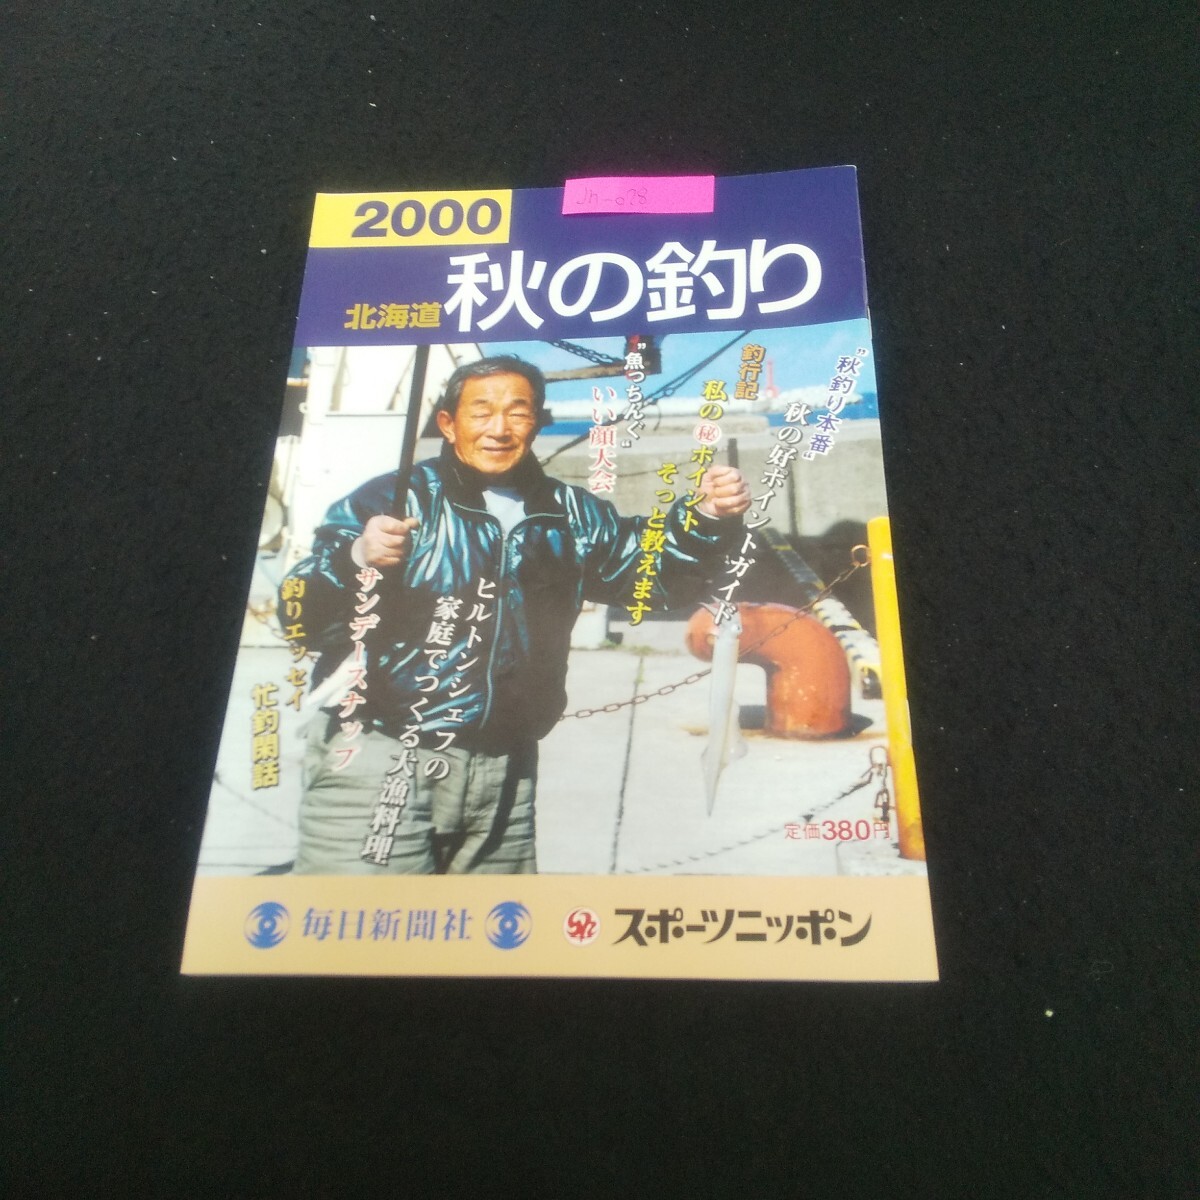 Jh-078
2000
北海道 秋の釣り
"秋釣り本番"
秋の好ポイントガイド
釣行記
私の㊙ポイント
そっと教えます
"魚っちんぐ"
いい顔大会
ヒルトンシェフの
家庭でつくる大漁料理
サンデースナップ
釣りエッセイ
忙釣閑話
定価380円
毎日新聞社
スポーツニッポン